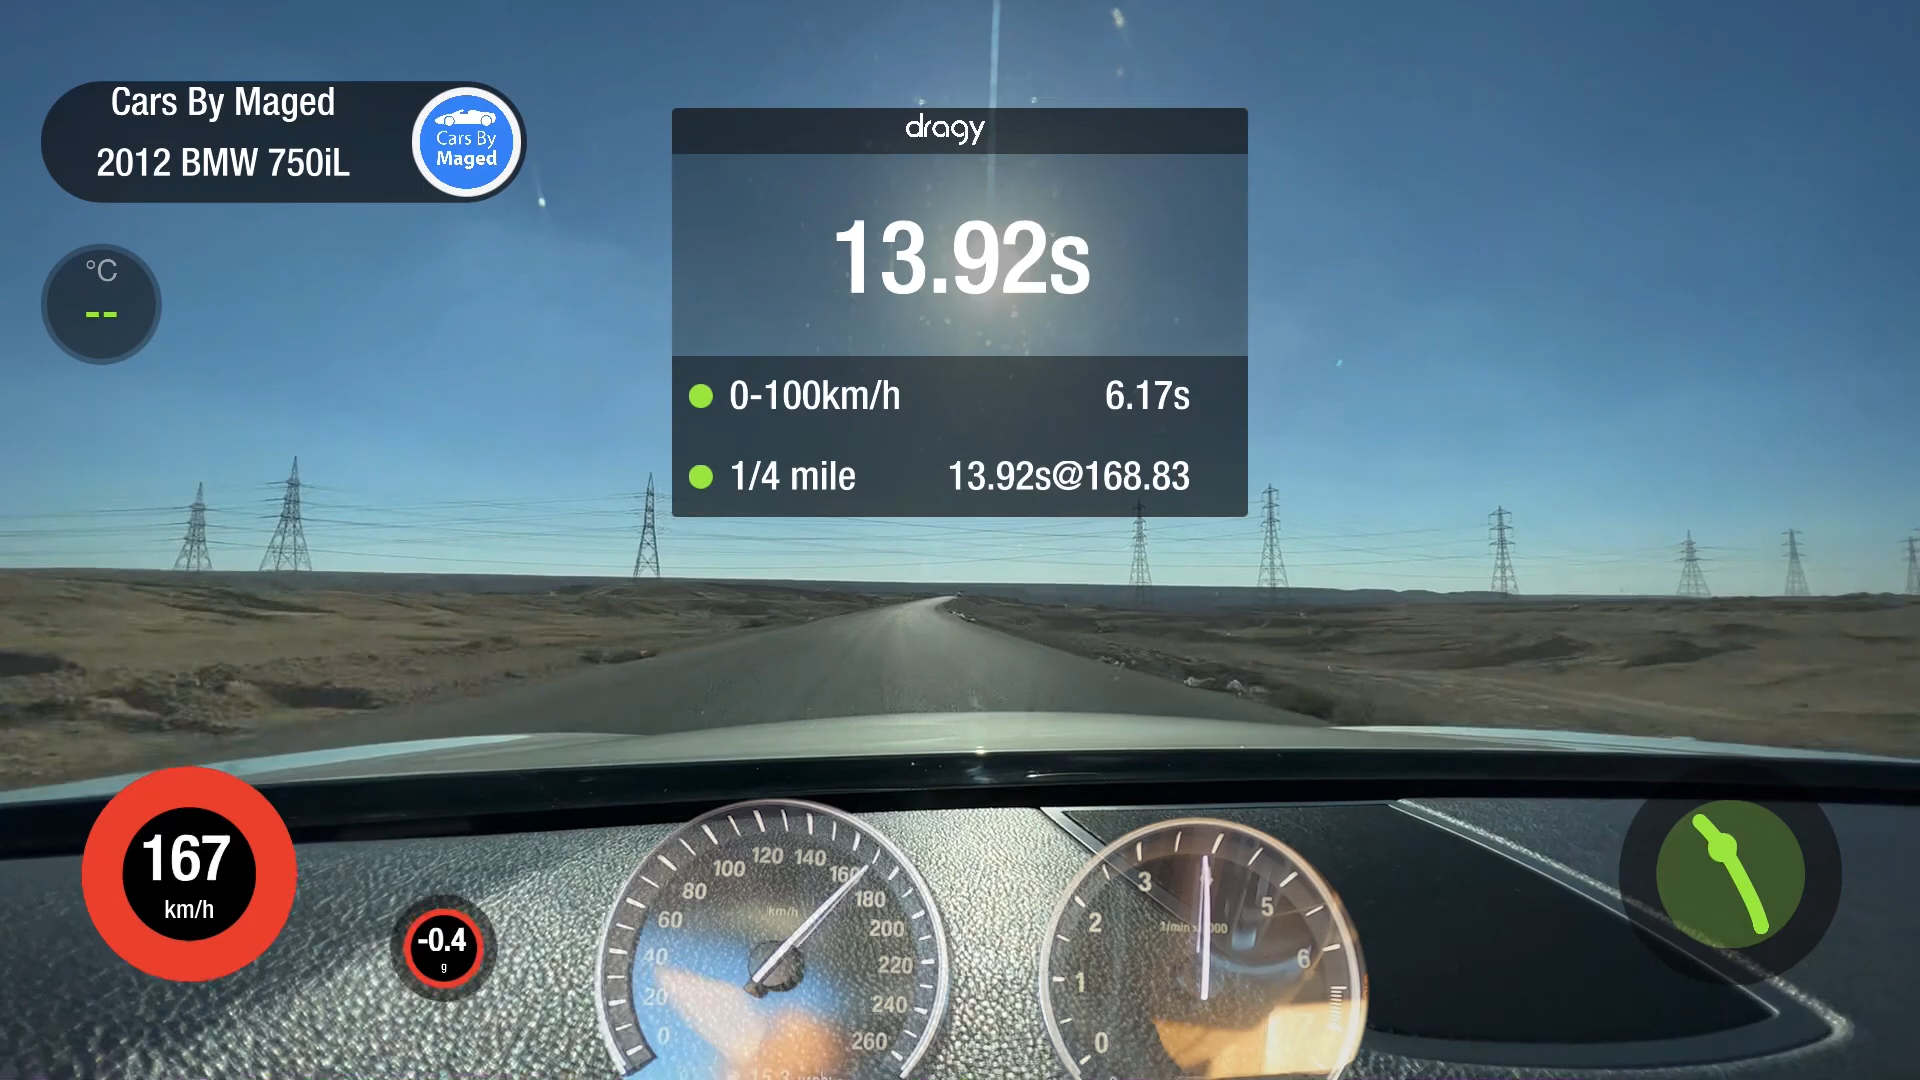 Cars By Maged
2012 BMW 750iL
Cars By
Maged
°C
--
dragy
13.92s
0-100km/h 6.17s
1/4 mile 13.92s@168.83
167
km/h
-0.4
g
0
20
40
60
80
100
120
140
160
180
200
220
240
260
km/h
0
1
2
3
5
6